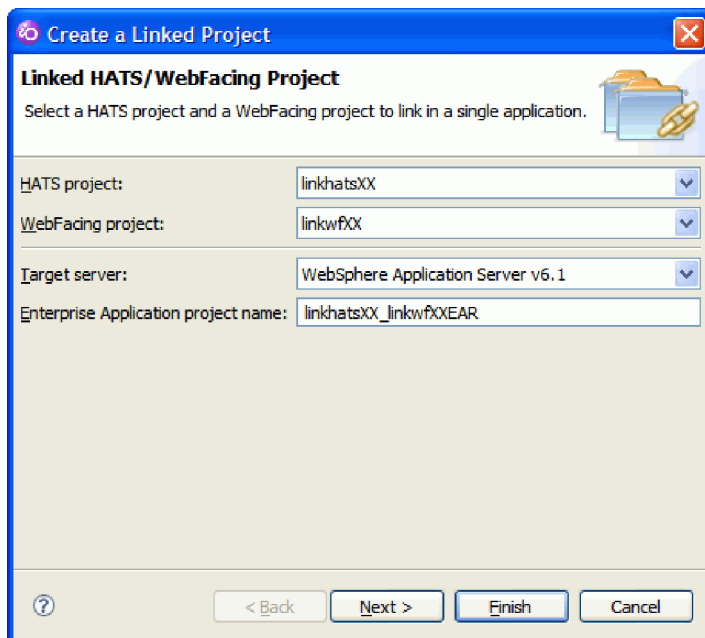 Create a Linked Project
Linked HATS/WebFacing Project
Select a HATS project and a WebFacing project to link in a single application.
HATS project: linkhatsXX
WebFacing project: linkwfXX
Target server: WebSphere Application Server v6.1
Enterprise Application project name: linkhatsXX_linkwfXXEAR
? < Back Next > Finish Cancel